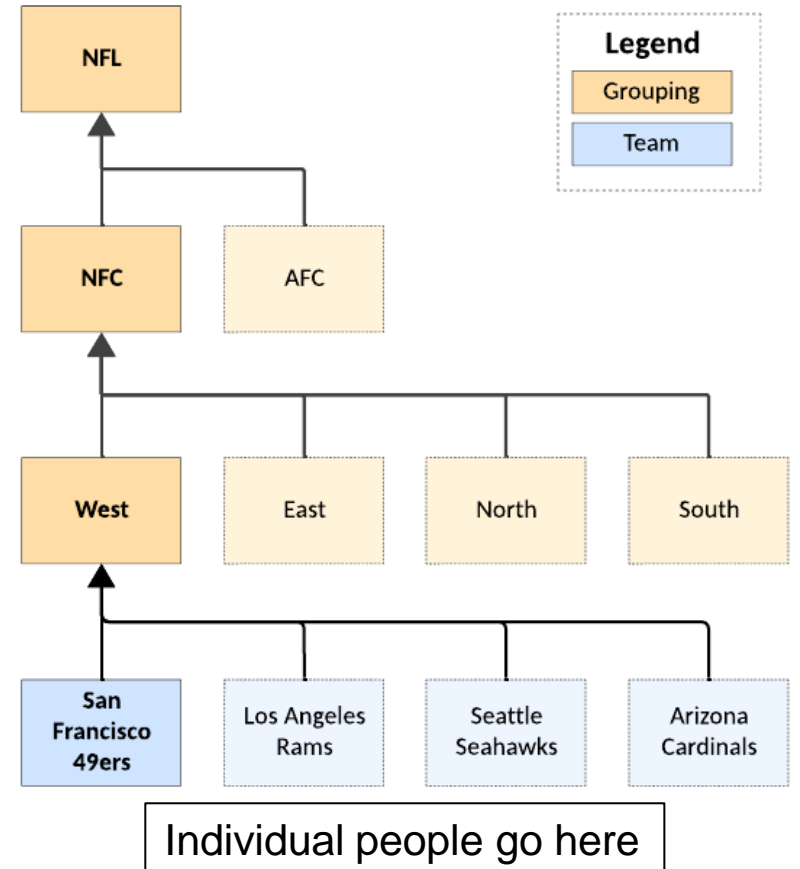 NFL
Legend
Grouping
Team
NFC
AFC
West
East
North
South
San
Francisco
49ers
Los Angeles
Rams
Seattle
Seahawks
Arizona
Cardinals
Individual people go here